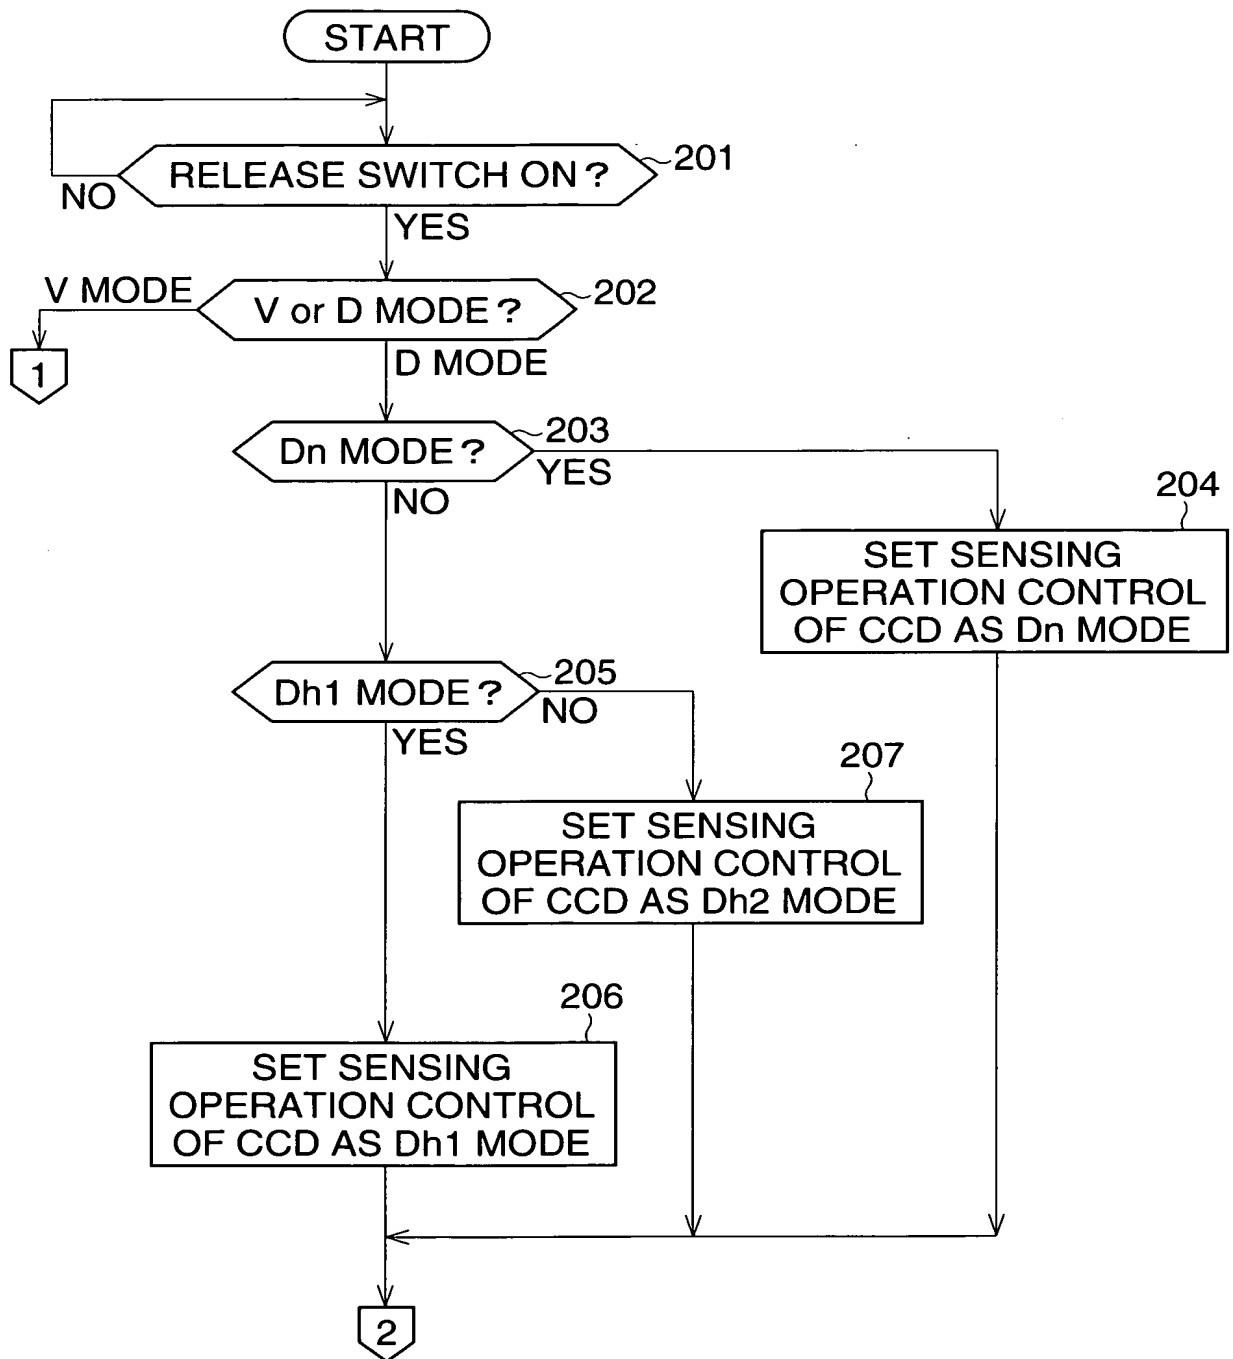 START
RELEASE SWITCH ON?
201
NO
YES
V MODE
V or D MODE?
202
1
D MODE
Dn MODE?
203
YES
NO
204
SET SENSING
OPERATION CONTROL
OF CCD AS Dn MODE
Dh1 MODE?
205
NO
YES
207
SET SENSING
OPERATION CONTROL
OF CCD AS Dh2 MODE
206
SET SENSING
OPERATION CONTROL
OF CCD AS Dh1 MODE
2